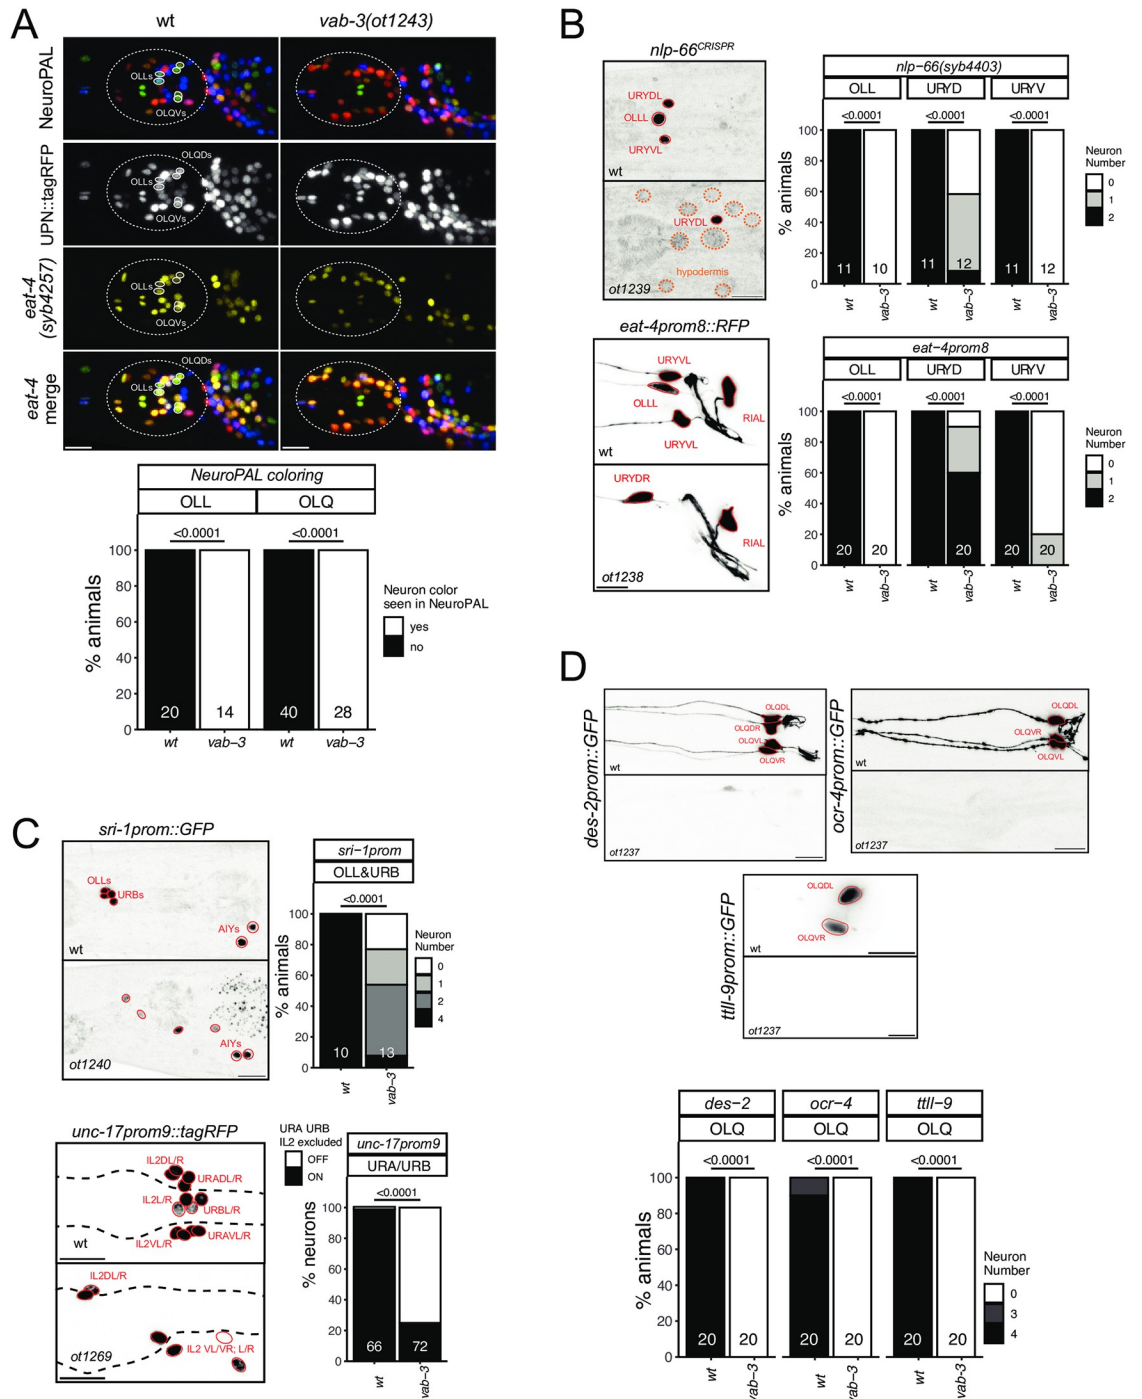 A
wt
vab-3(ot1243)
NeuroPAL
OLLs
OLQVs
UPN::tagRFP
OLQDs
OLLs
OLQVs
eat-4
(syb4257)
OLLs
OLQVs
eat-4
merge
OLQDs
OLLs
OLQVs
NeuroPAL coloring
OLL
OLQ
<0.0001
<0.0001
% animals
100
80
60
40
20
0
20
14
40
28
wt
vab-3
wt
vab-3
Neuron color
seen in NeuroPAL
yes
no
B
nlp-66CRISPR
URYDL
OLLL
URYVL
wt
URYDL
hypodermis
ot1239
nlp−66(syb4403)
OLL
URYD
URYV
<0.0001
<0.0001
<0.0001
% animals
100
80
60
40
20
0
11
10
11
12
11
12
wt
vab−3
wt
vab−3
wt
vab−3
Neuron
Number
0
1
2
eat-4prom8::RFP
URYVL
OLLL
RIAL
URYVL
wt
URYDR
RIAL
ot1238
eat−4prom8
OLL
URYD
URYV
<0.0001
<0.0001
<0.0001
% animals
100
80
60
40
20
0
20
20
20
20
20
wt
vab−3
wt
vab−3
wt
vab−3
Neuron
Number
0
1
2
C
sri-1prom::GFP
OLLs
URBs
AIYs
wt
AIYs
ot1240
sri−1prom
OLL&URB
<0.0001
% animals
100
80
60
40
20
0
10
13
wt
vab−3
Neuron
Number
0
1
2
4
unc-17prom9::tagRFP
IL2DL/R
URADL/R
IL2L/R
URBL/R
IL2VL/R
URAVL/R
wt
IL2DL/R
IL2 VL/VR; L/R
ot1269
URA URB
IL2 excluded
OFF
ON
unc−17prom9
URA/URB
<0.0001
% neurons
100
80
60
40
20
0
66
72
wt
vab−3
D
des-2prom::GFP
OLQDL
OLQDR
OLQVL
OLQVR
wt
ot1237
ocr-4prom::GFP
OLQDL
OLQVR
OLQVL
wt
ot1237
ttll-9prom::GFP
OLQDL
OLQVR
wt
ot1237
des−2
ocr−4
ttll−9
OLQ
OLQ
OLQ
<0.0001
<0.0001
<0.0001
% animals
100
80
60
40
20
0
20
20
20
20
20
20
wt
vab−3
wt
vab−3
wt
vab−3
Neuron
Number
0
3
4